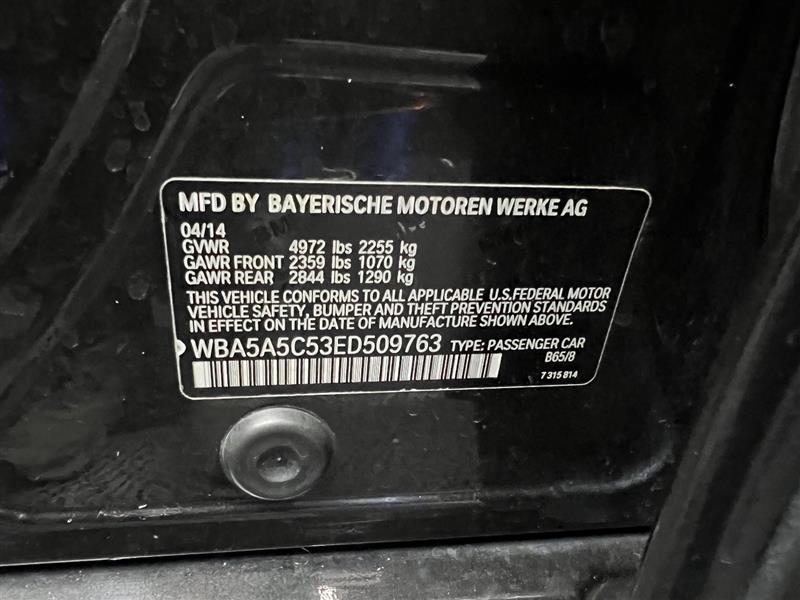 MFD BY BAYERISCHE MOTOREN WERKE AG
04/14
GVWR 4972 lbs 2255 kg
GAWR FRONT 2359 lbs 1070 kg
GAWR REAR 2844 lbs 1290 kg
THIS VEHICLE CONFORMS TO ALL APPLICABLE U.S.FEDERAL MOTOR
VEHICLE SAFETY, BUMPER AND THEFT PREVENTION STANDARDS
IN EFFECT ON THE DATE OF MANUFACTURE SHOWN ABOVE.
WBA5A5C53ED509763 TYPE: PASSENGER CAR
B65/8
7 315 814